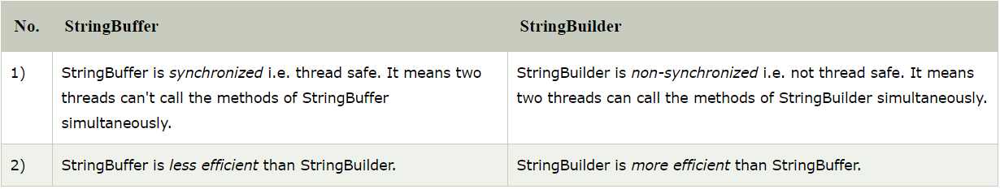 No. StringBuffer StringBuilder
1) StringBuffer is synchronized i.e. thread safe. It means two
threads can't call the methods of StringBuffer
simultaneously.
StringBuilder is non-synchronized i.e. not thread safe. It means
two threads can call the methods of StringBuilder simultaneously.
2) StringBuffer is less efficient than StringBuilder.
StringBuilder is more efficient than StringBuffer.